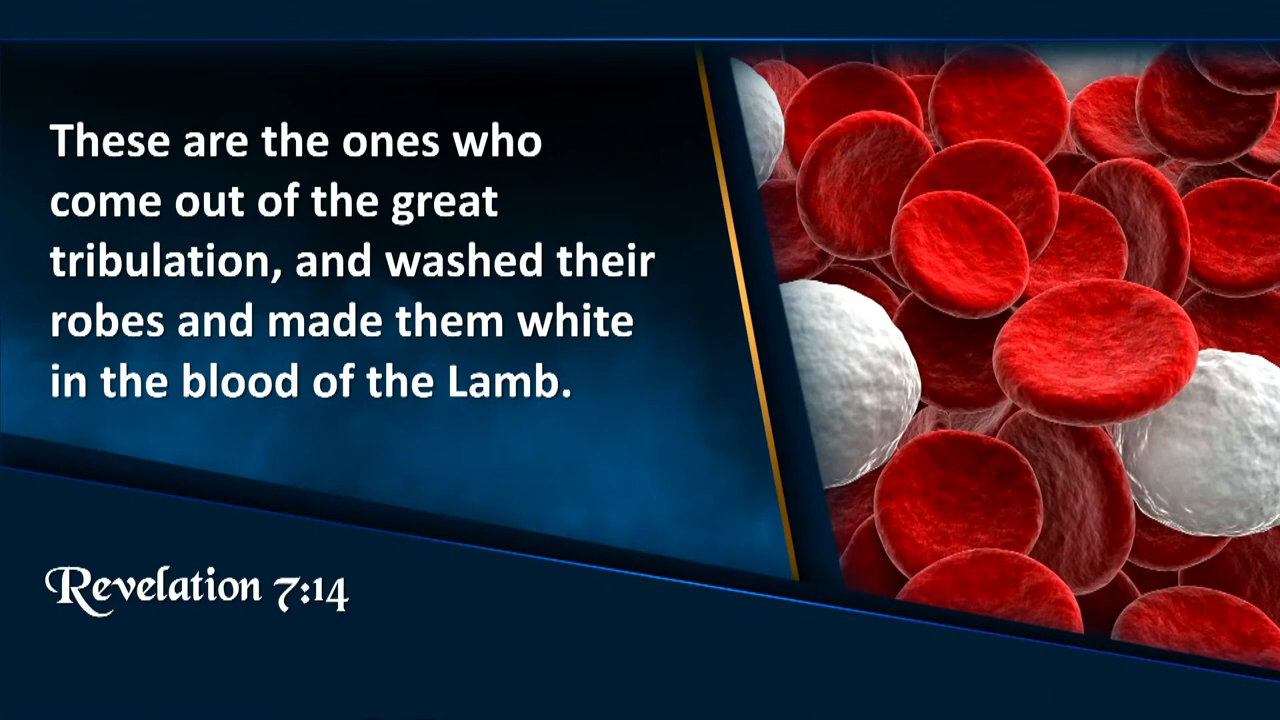 These are the ones who
come out of the great
tribulation, and washed their
robes and made them white
in the blood of the Lamb.
Revelation 7:14